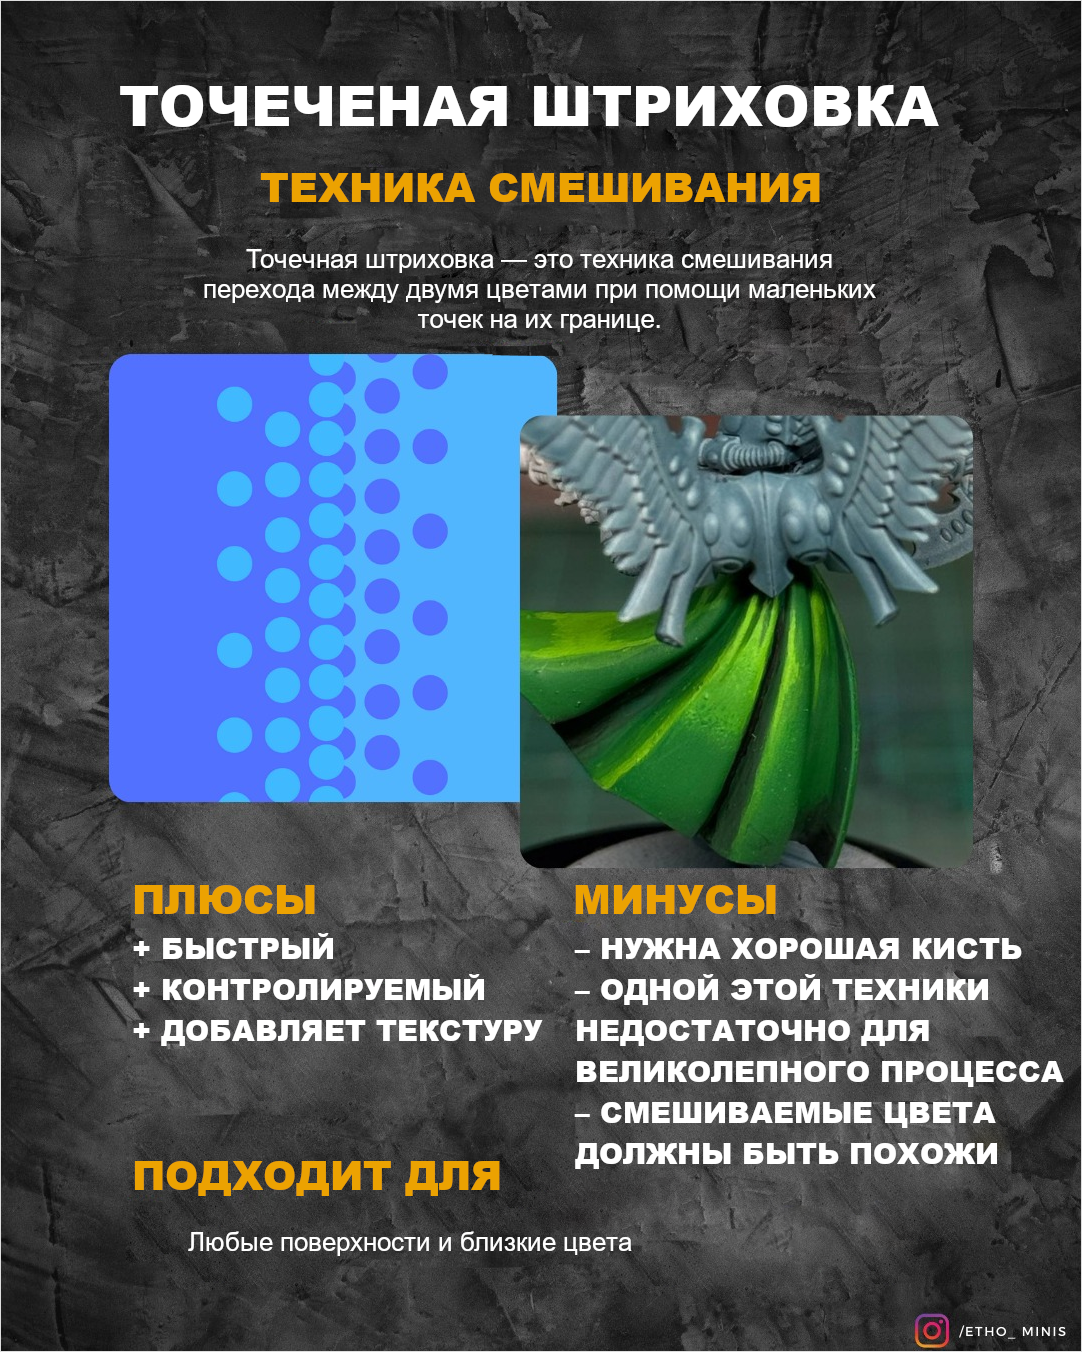 ТОЧЕЧЕНАЯ ШТРИХОВКА
ТЕХНИКА СМЕШИВАНИЯ
Точечная штриховка — это техника смешивания
перехода между двумя цветами при помощи маленьких
точек на их границе.
ПЛЮСЫ
+ БЫСТРЫЙ
+ КОНТРОЛИРУЕМЫЙ
+ ДОБАВЛЯЕТ ТЕКСТУРУ
МИНУСЫ
– НУЖНА ХОРОШАЯ КИСТЬ
– ОДНОЙ ЭТОЙ ТЕХНИКИ
НЕДОСТАТОЧНО ДЛЯ
ВЕЛИКОЛЕПНОГО ПРОЦЕССА
– СМЕШИВАЕМЫЕ ЦВЕТА
ДОЛЖНЫ БЫТЬ ПОХОЖИ
ПОДХОДИТ ДЛЯ
Любые поверхности и близкие цвета
/ETHO_ MINIS